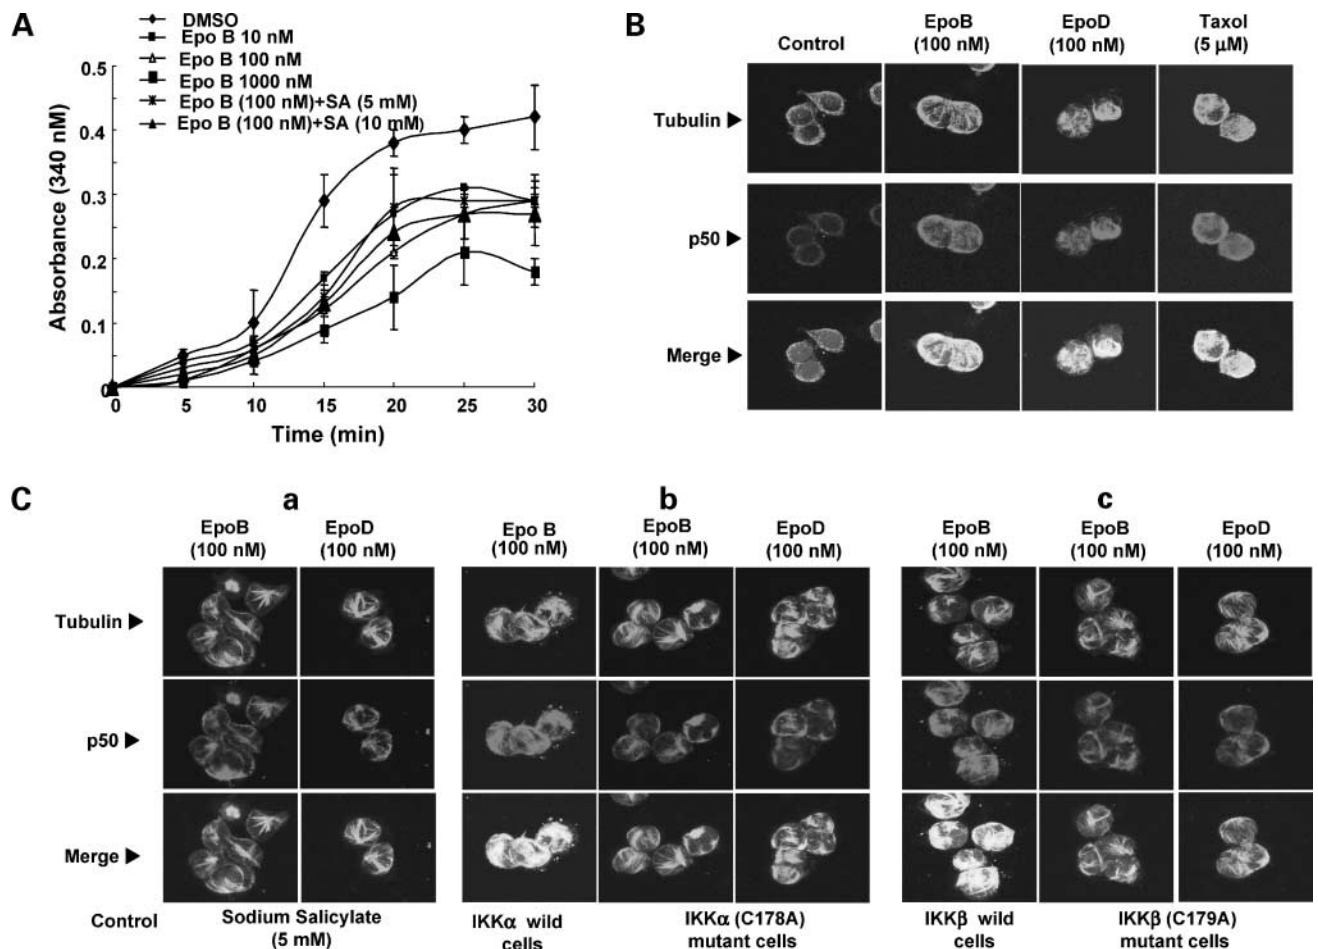 A
DMSO
Epo B 10 nM
Epo B 100 nM
Epo B 1000 nM
Epo B (100 nM)+SA (5 mM)
Epo B (100 nM)+SA (10 mM)
Absorbance (340 nM)
0.5
0.4
0.3
0.2
0.1
0
0 5 10 15 20 25 30
Time (min)
B
Control
EpoB (100 nM)
EpoD (100 nM)
Taxol (5 µM)
Tubulin
p50
Merge
C
a
EpoB (100 nM)
EpoD (100 nM)
b
Epo B (100 nM)
EpoB (100 nM)
EpoD (100 nM)
c
EpoB (100 nM)
EpoB (100 nM)
EpoD (100 nM)
Tubulin
p50
Merge
Control
Sodium Salicylate
(5 mM)
IKKα wild
cells
IKKα (C178A)
mutant cells
IKKβ wild
cells
IKKβ (C179A)
mutant cells